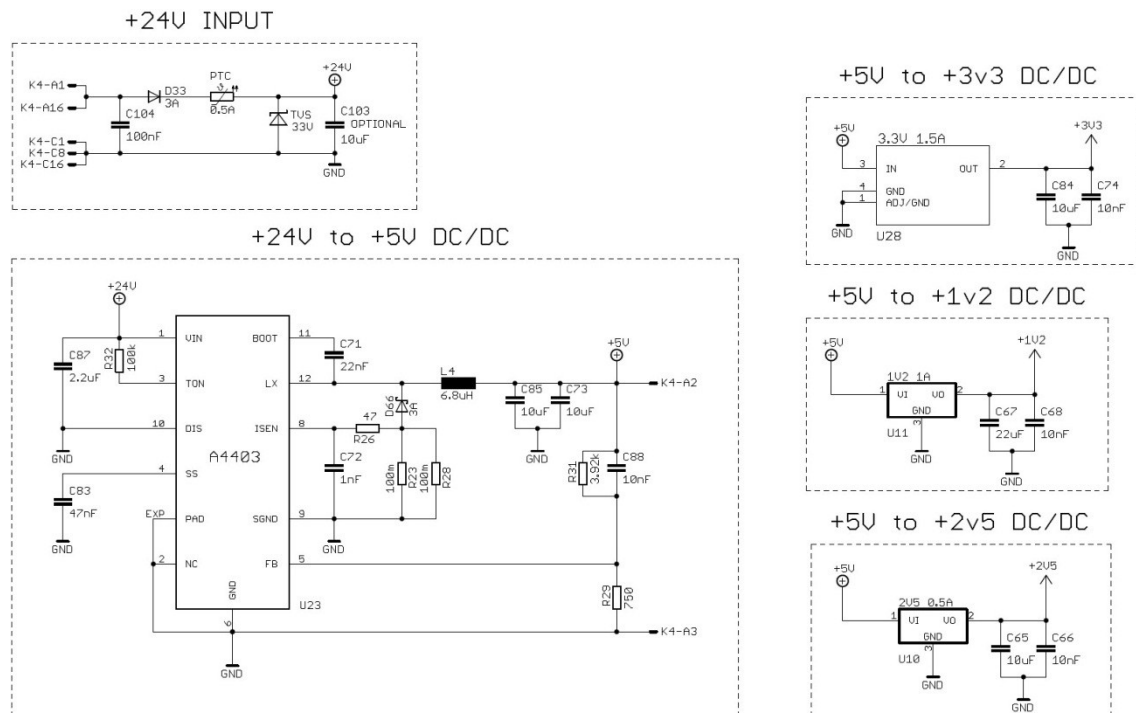 +24V INPUT
+24V
K4-A1
K4-A16
D33
3A
PTC
0.5A
C104
100nF
TVS
33V
C103
OPTIONAL
10uF
K4-C1
K4-C8
K4-C16
GND
+24V to +5V DC/DC
+24V
C87
2.2uF
R32
100k
1
VIN
BOOT
11
C71
22nF
3
TON
LX
12
L4
6.8uH
+5V
K4-A2
C85
10uF
C73
10uF
GND
D66
3A
10
DIS
ISEN
8
47
R26
GND
A4403
4
SS
C72
1nF
100m
R23
100m
R28
R31
3.92k
C88
10nF
C83
47nF
GND
EXP
PAD
SGND
9
GND
2
NC
FB
5
GND
6
U23
R29
750
K4-A3
GND
+5V to +3v3 DC/DC
+5V
3.3V 1.5A
+3V3
3
IN
OUT
2
4
GND
1
ADJ/GND
GND
U28
C84
10uF
C74
10nF
GND
+5V to +1v2 DC/DC
+5V
1V2 1A
+1V2
1
VI
VO
2
GND
3
U11
GND
C67
22uF
C68
10nF
GND
+5V to +2v5 DC/DC
+5V
2V5 0.5A
+2V5
1
VI
VO
2
GND
3
U10
GND
C65
10uF
C66
10nF
GND